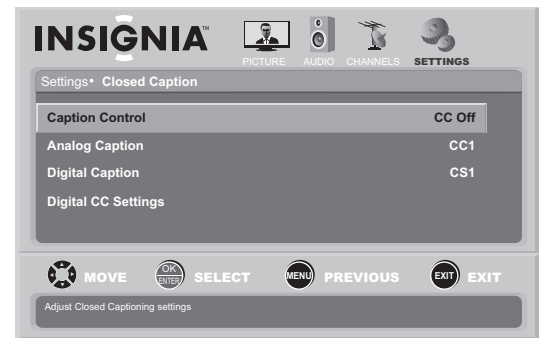 INSIGNIA™
PICTURE AUDIO CHANNELS SETTINGS
Settings• Closed Caption
Caption Control CC Off
Analog Caption CC1
Digital Caption CS1
Digital CC Settings
MOVE OK ENTER SELECT MENU PREVIOUS EXIT EXIT
Adjust Closed Captioning settings